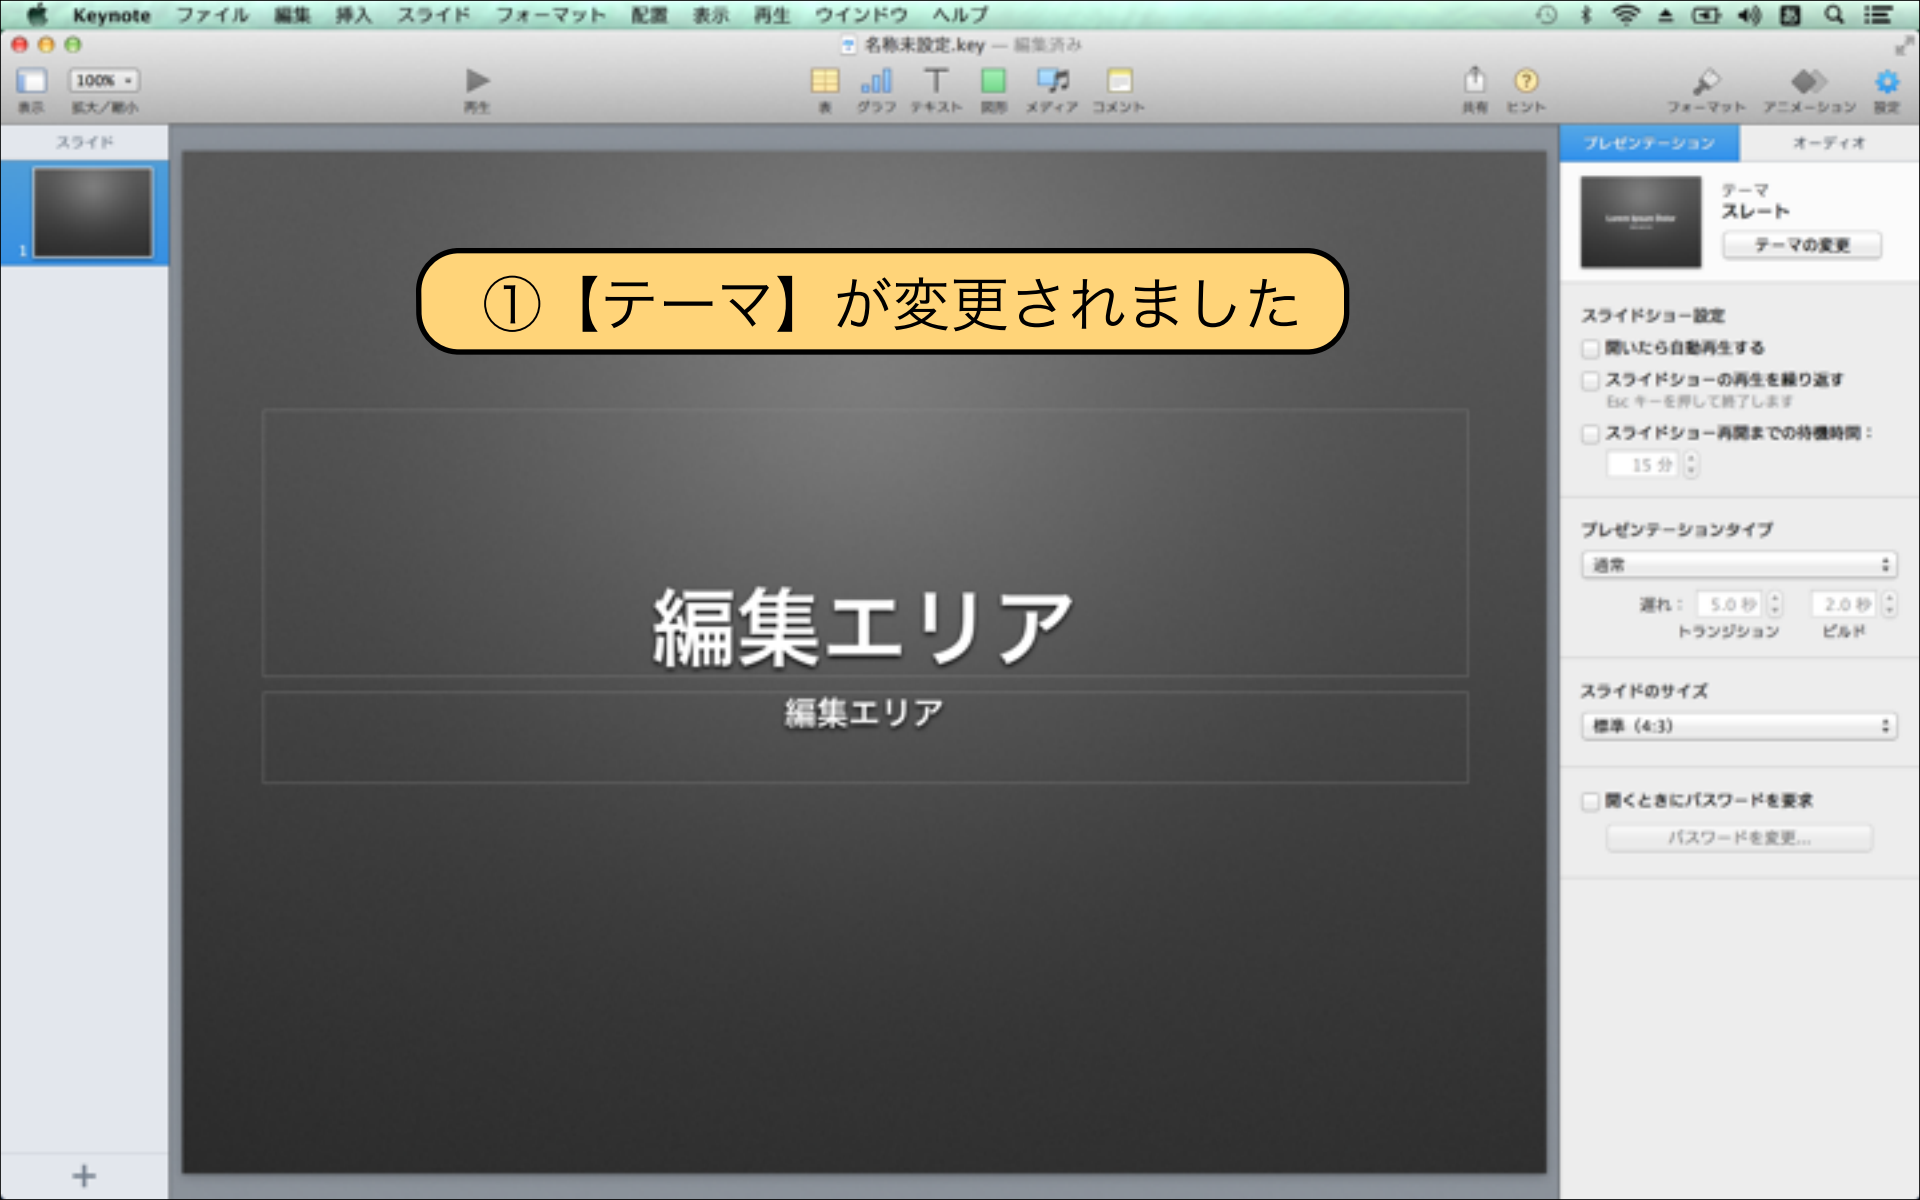 Keynote ファイル 編集 挿入 スライド フォーマット 配置 表示 再生 ウインドウ ヘルプ
名称未設定.key — 編集済み
100%
表示 拡大／縮小 再生 表 グラフ テキスト 図形 メディア コメント 共有 ヒント フォーマット アニメーション 設定
スライド
1
①【テーマ】が変更されました
編集エリア
編集エリア
プレゼンテーション オーディオ
Lorem Ipsum Dolor
テーマ
スレート
テーマの変更
スライドショー設定
開いたら自動再生する
スライドショーの再生を繰り返す
Esc キーを押して終了します
スライドショー再開までの待機時間：
15 分
プレゼンテーションタイプ
通常
遅れ： 5.0 秒 2.0 秒
トランジション ビルド
スライドのサイズ
標準（4:3）
開くときにパスワードを要求
パスワードを変更...